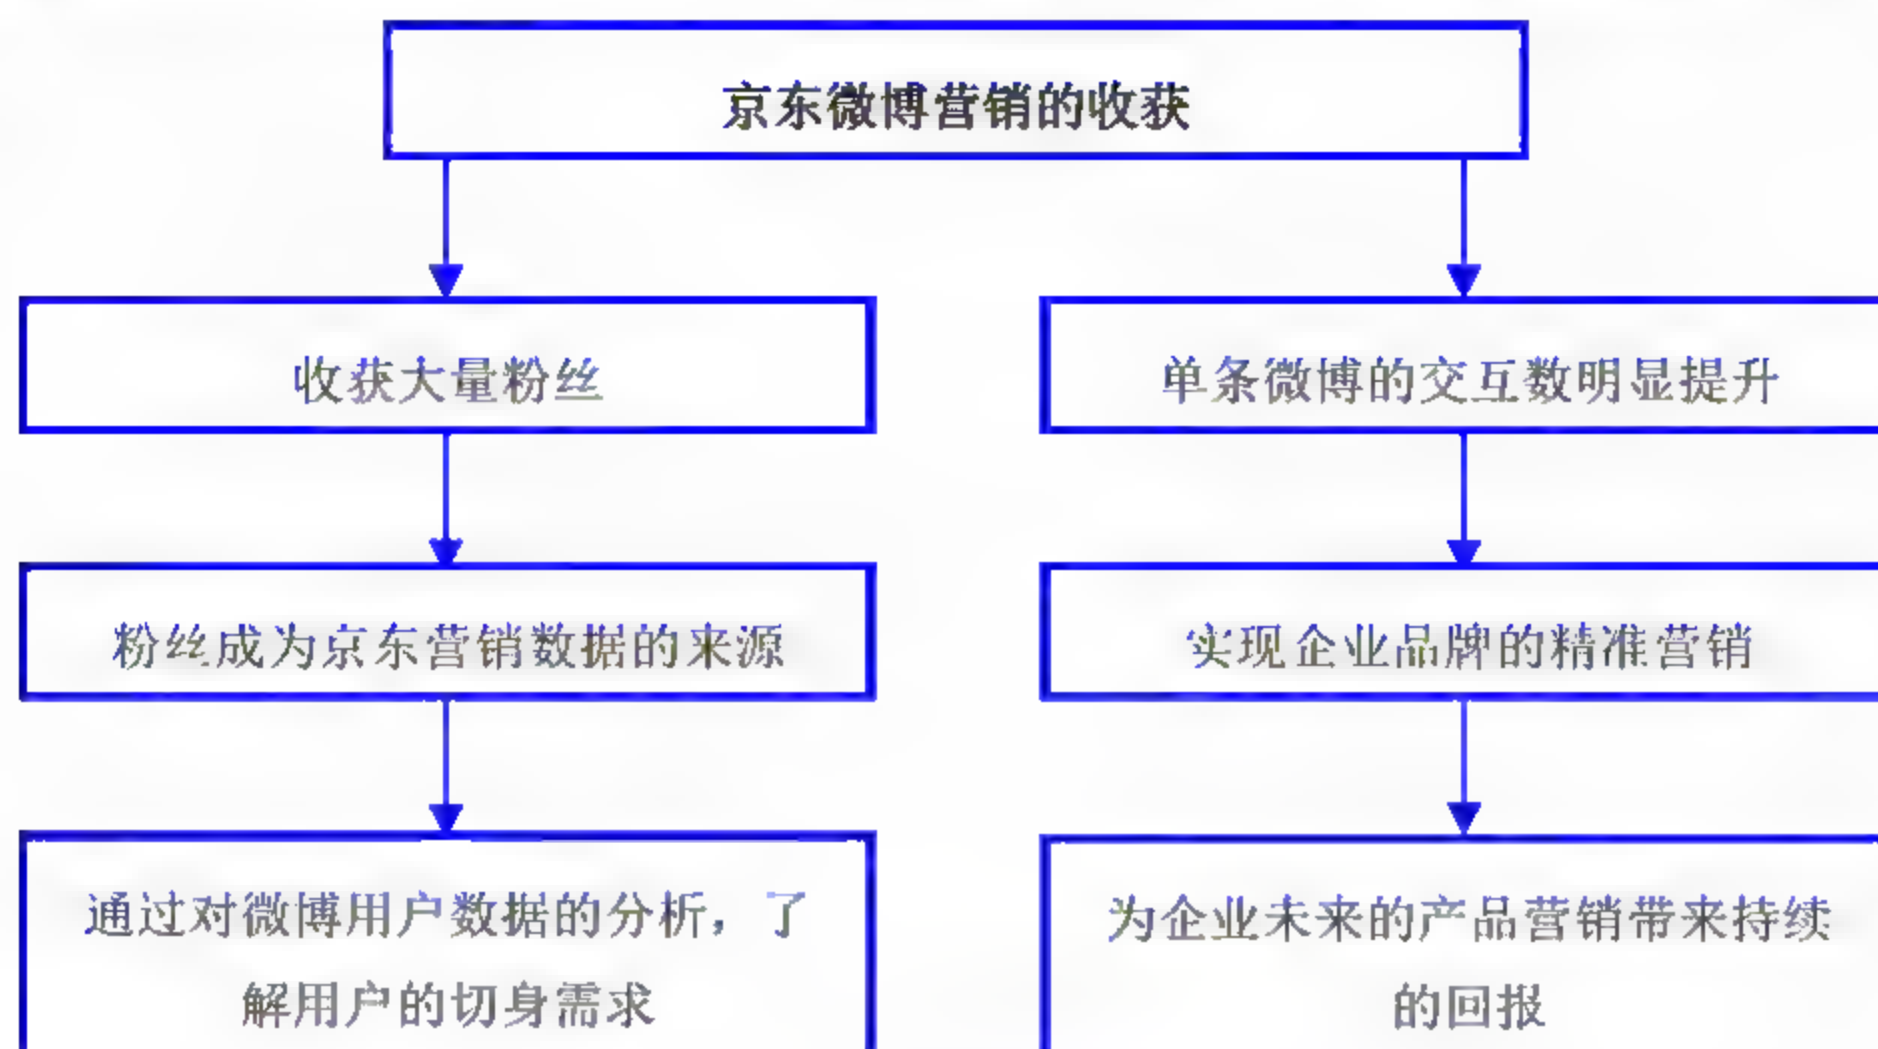 京东微博营销的收获
收获大量粉丝
单条微博的交互数明显提升
粉丝成为京东营销数据的来源
实现企业品牌的精准营销
通过对微博用户数据的分析，了
解用户的切身需求
为企业未来的产品营销带来持续
的回报